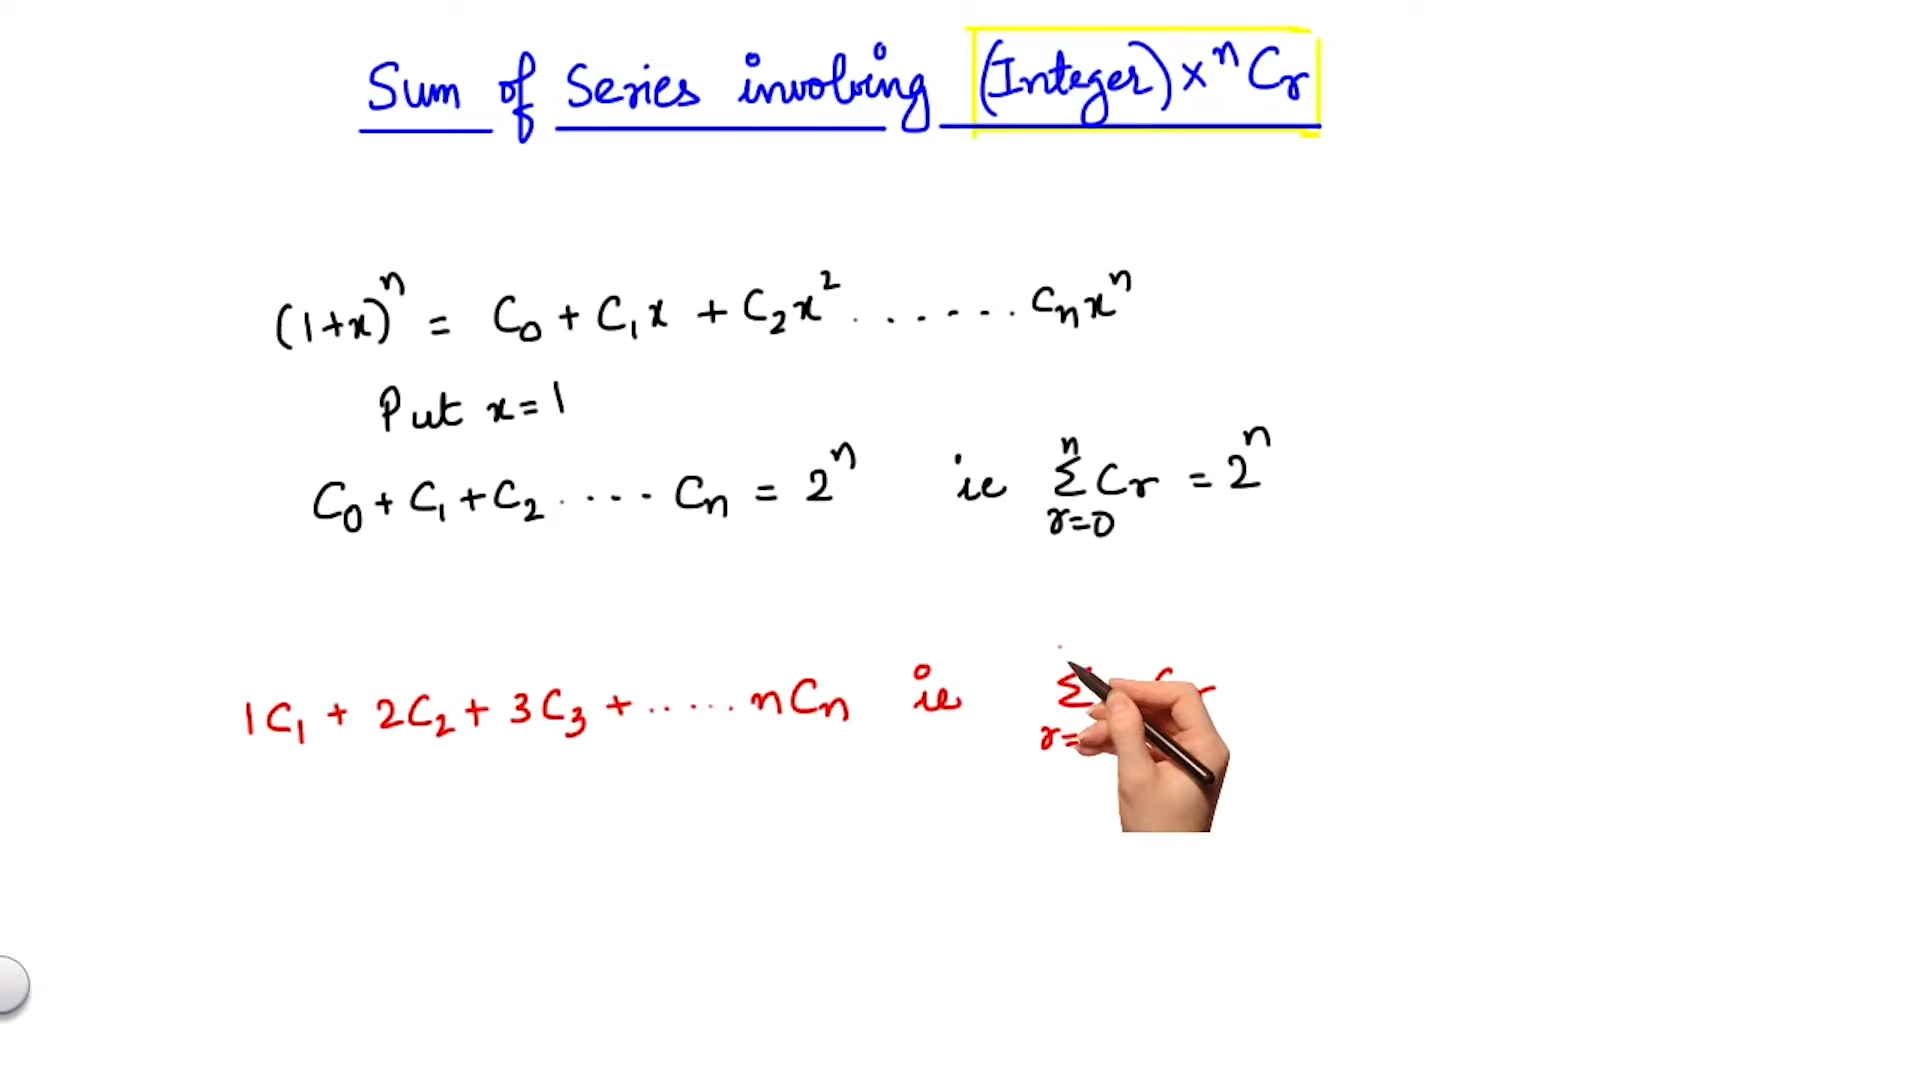 Sum of Series involving (Integer) × ⁿCᵣ
(1+x)ⁿ = C₀ + C₁x + C₂x² ....... Cₙxⁿ
Put x=1
C₀ + C₁ + C₂ ..... Cₙ = 2ⁿ ie ⁿΣᵣ₌₀ Cᵣ = 2ⁿ
1C₁ + 2C₂ + 3C₃ + ..... nCₙ ie Σ r=